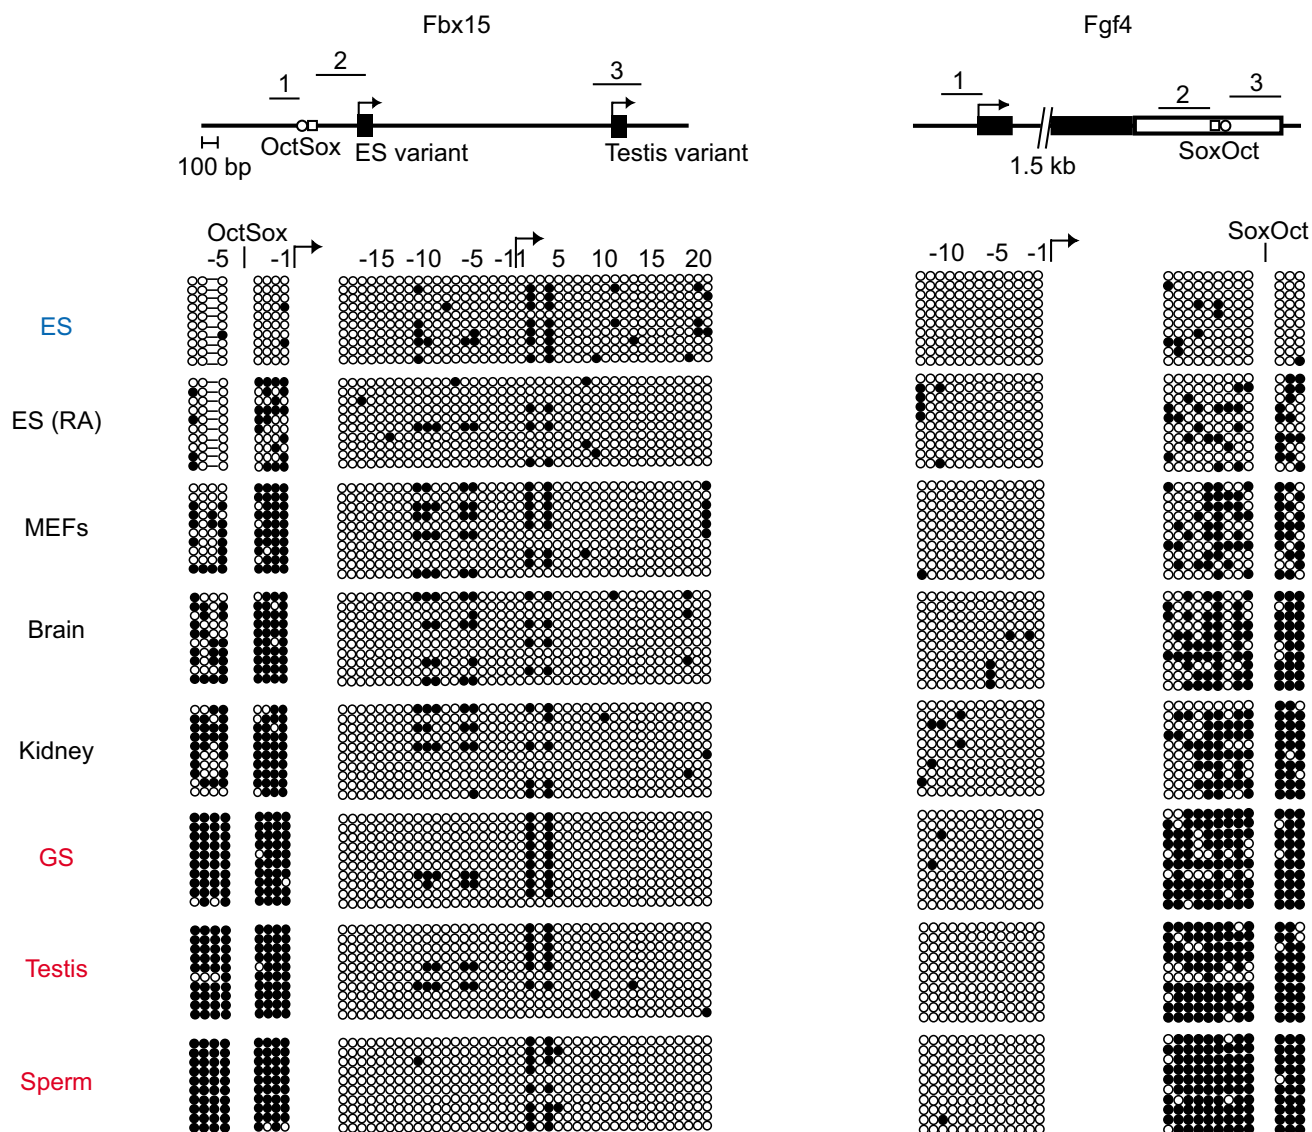 Fbx15 Fgf4
1 2 3 1 2 3
OctSox ES variant Testis variant SoxOct
100 bp 1.5 kb
OctSox SoxOct
-5 -1 -15 -10 -5 -1 1 5 10 15 20 -10 -5 -1
ES
ES (RA)
MEFs
Brain
Kidney
GS
Testis
Sperm